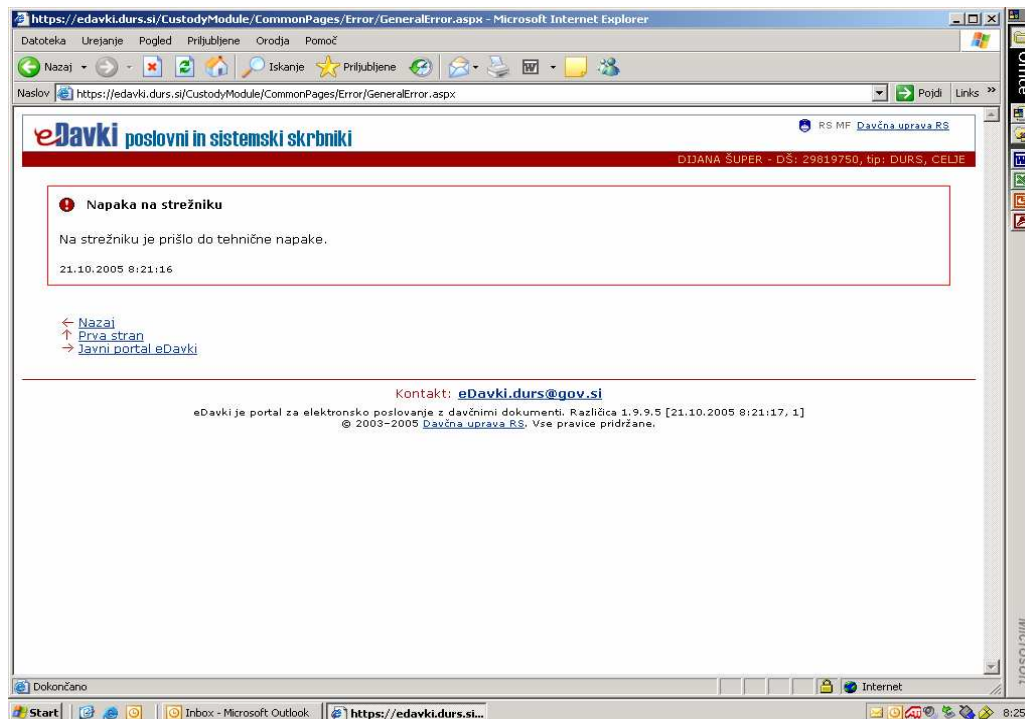 https://edavki.durs.si/CustodyModule/CommonPages/Error/GeneralError.aspx - Microsoft Internet Explorer
Datoteka Urejanje Pogled Priljubljene Orodja Pomoč
Nazaj Iskanje Priljubljene
Naslov https://edavki.durs.si/CustodyModule/CommonPages/Error/GeneralError.aspx Pojdi Links »
Office
eDavki poslovni in sistemski skrbniki
RS MF Davčna uprava RS
DIJANA ŠUPER - DŠ: 29819750, tip: DURS, CELJE
Napaka na strežniku
Na strežniku je prišlo do tehnične napake.
21.10.2005 8:21:16
← Nazaj
↑ Prva stran
→ Javni portal eDavki
Kontakt: eDavki.durs@gov.si
eDavki je portal za elektronsko poslovanje z davčnimi dokumenti. Različica 1.9.9.5 [21.10.2005 8:21:17, 1]
© 2003-2005 Davčna uprava RS. Vse pravice pridržane.
Microsoft
Dokončano Internet
Start Inbox - Microsoft Outlook https://edavki.durs.si... 8:25